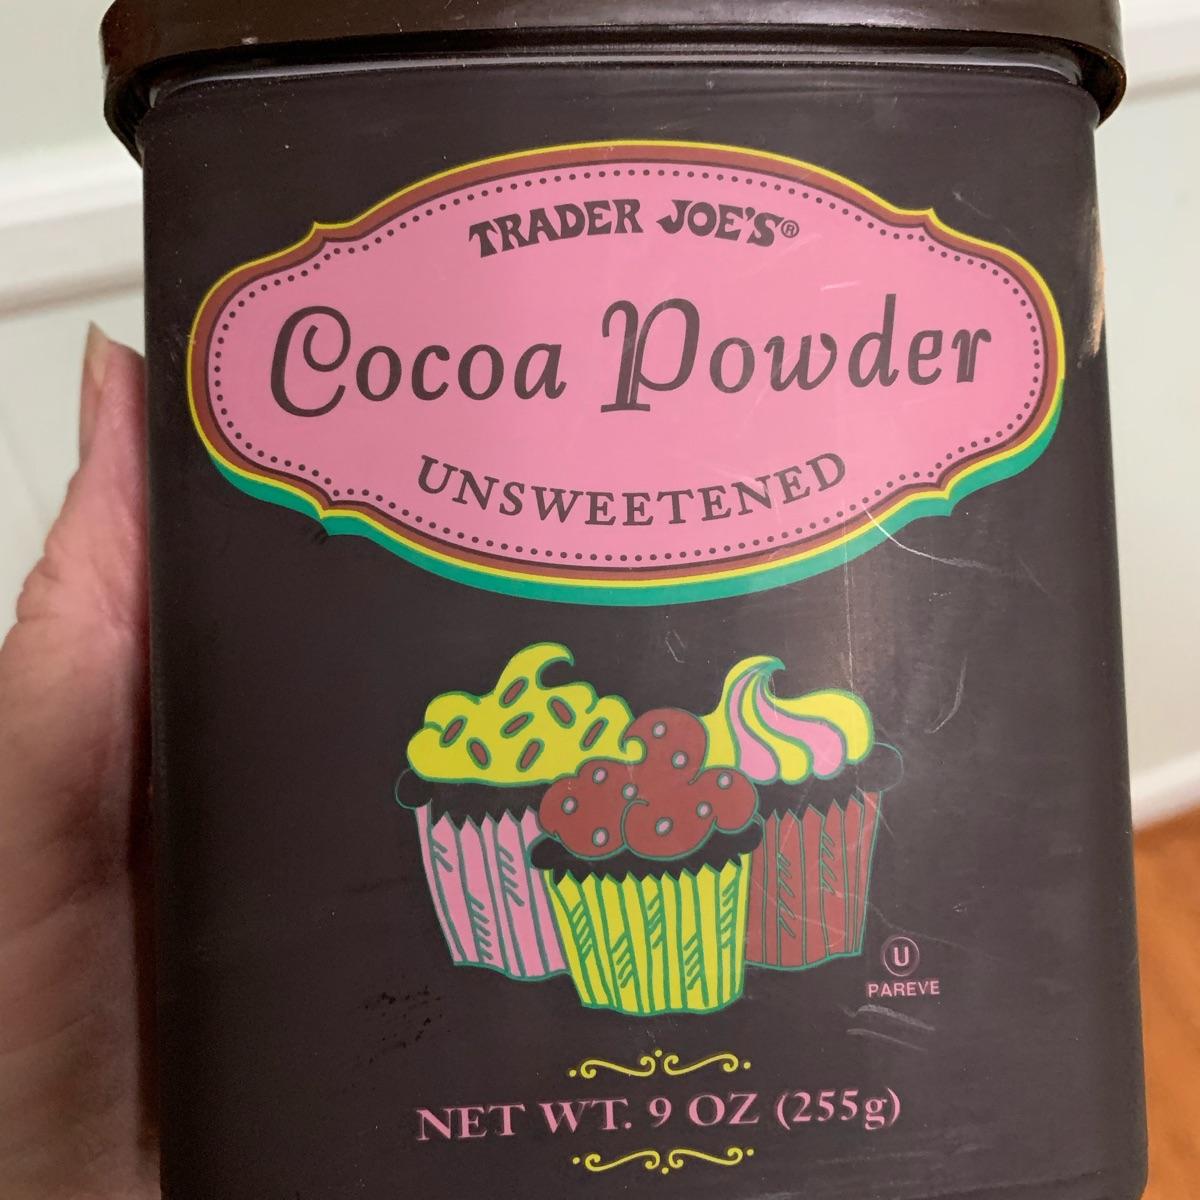 TRADER JOE'S®
Cocoa Powder
UNSWEETENED
U
PAREVE
NET WT. 9 OZ (255g)